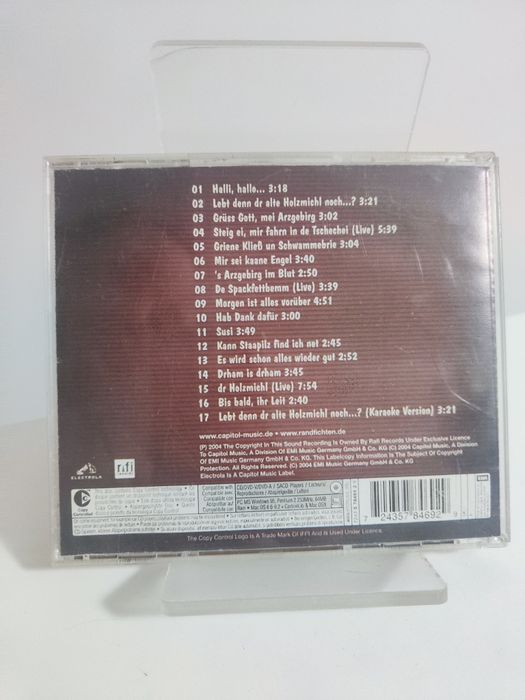 01 Halli, hallo... 3:18
02 Lebt denn dr alte Holzmichl noch...? 3:21
03 Grüss Gott, mei Arzgebirg 3:02
04 Steig ei, mir fahrn in de Tschechei (Live) 5:39
05 Griene Kließ un Schwammebrie 3:04
06 Mir sei kaane Engel 3:40
07 's Arzgebirg im Blut 2:50
08 De Spackfettbemm (Live) 3:39
09 Morgen ist alles vorüber 4:51
10 Hab Dank dafür 3:00
11 Susi 3:49
12 Kann Staapilz find ich net 2:45
13 Es wird schon alles wieder gut 2:52
14 Drham is drham 3:45
15 dr Holzmichl (Live) 7:54
16 Bis bald, ihr Leit 2:40
17 Lebt denn dr alte Holzmichl noch...? (Karaoke Version) 3:21
www.capitol-music.de • www.randfichten.de
(P) 2004 The Copyright In This Sound Recording Is Owned By Rafi Records Under Exclusive Licence
To Capitol Music, A Division Of EMI Music Germany GmbH & Co. KG. (C) 2004 Capitol Music, A Division
Of EMI Music Germany GmbH & Co. KG. This Labelcopy Information Is The Subject Of Copyright
Protection. All Rights Reserved. (C) 2004 EMI Music Germany GmbH & Co. KG
Electrola Is A Capitol Music Label.
ELECTROLA
rafi
Copy
Control
24357 84692 9
The Copy Control Logo Is A Trade Mark Of IFPI And Is Used Under Licence.